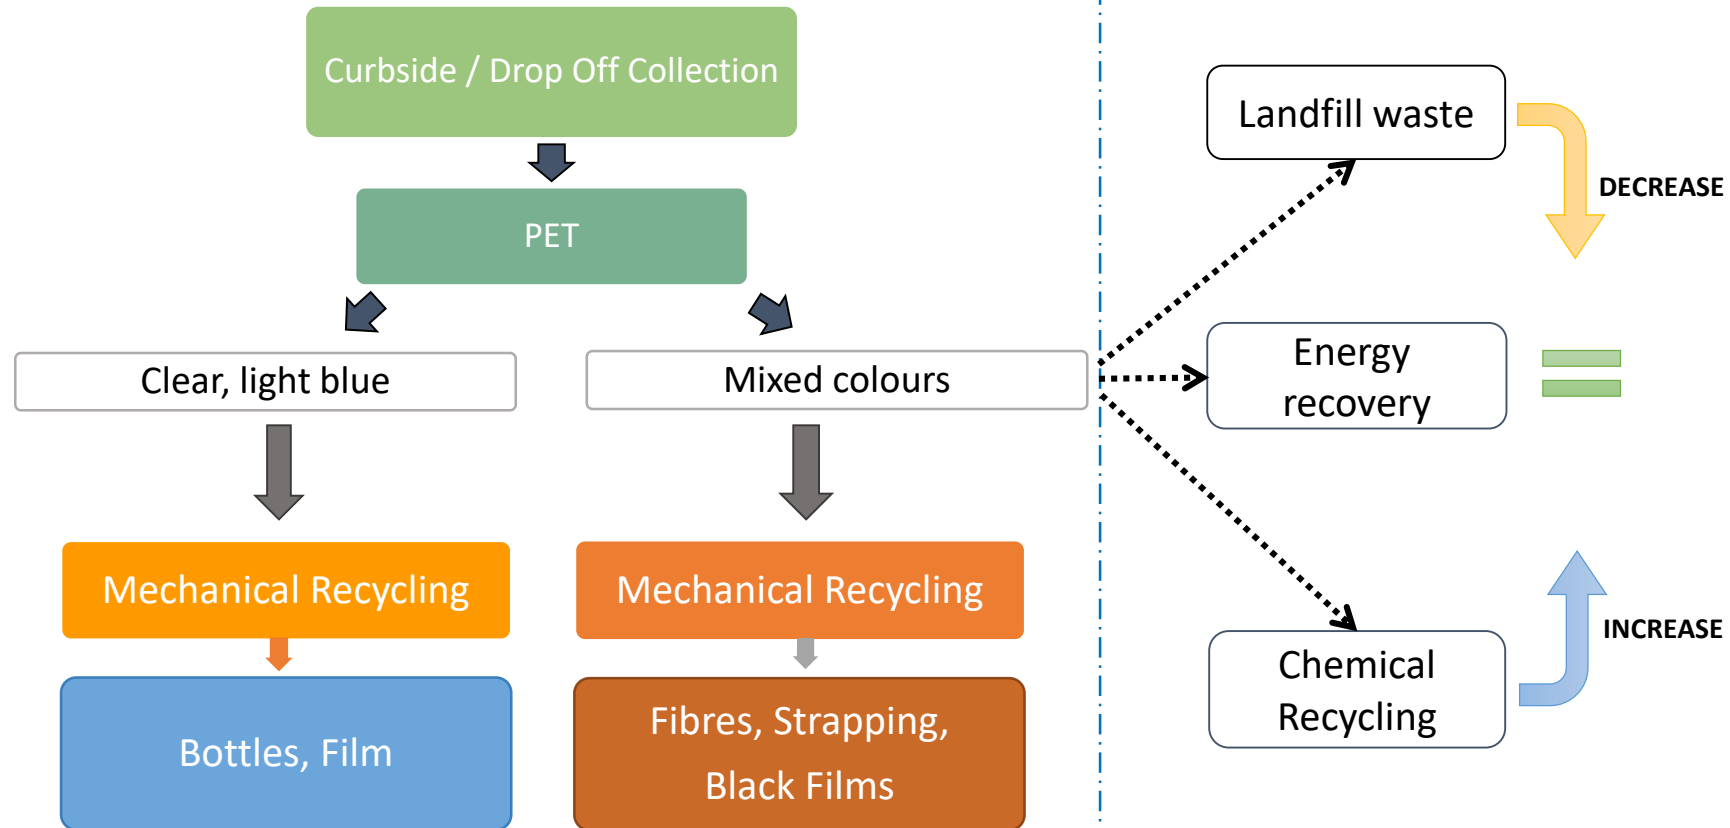 Curbside / Drop Off Collection
PET
Clear, light blue
Mixed colours
Mechanical Recycling
Mechanical Recycling
Bottles, Film
Fibres, Strapping,
Black Films
Landfill waste
DECREASE
Energy
recovery
Chemical
Recycling
INCREASE